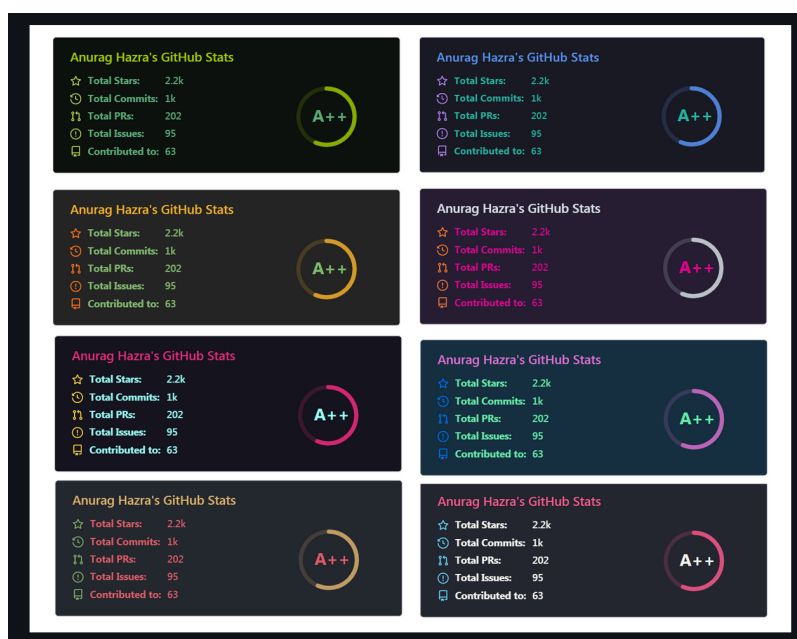 Anurag Hazra's GitHub Stats
Total Stars: 2.2k
Total Commits: 1k
Total PRs: 202
Total Issues: 95
Contributed to: 63
A++
Anurag Hazra's GitHub Stats
Total Stars: 2.2k
Total Commits: 1k
Total PRs: 202
Total Issues: 95
Contributed to: 63
A++
Anurag Hazra's GitHub Stats
Total Stars: 2.2k
Total Commits: 1k
Total PRs: 202
Total Issues: 95
Contributed to: 63
A++
Anurag Hazra's GitHub Stats
Total Stars: 2.2k
Total Commits: 1k
Total PRs: 202
Total Issues: 95
Contributed to: 63
A++
Anurag Hazra's GitHub Stats
Total Stars: 2.2k
Total Commits: 1k
Total PRs: 202
Total Issues: 95
Contributed to: 63
A++
Anurag Hazra's GitHub Stats
Total Stars: 2.2k
Total Commits: 1k
Total PRs: 202
Total Issues: 95
Contributed to: 63
A++
Anurag Hazra's GitHub Stats
Total Stars: 2.2k
Total Commits: 1k
Total PRs: 202
Total Issues: 95
Contributed to: 63
A++
Anurag Hazra's GitHub Stats
Total Stars: 2.2k
Total Commits: 1k
Total PRs: 202
Total Issues: 95
Contributed to: 63
A++